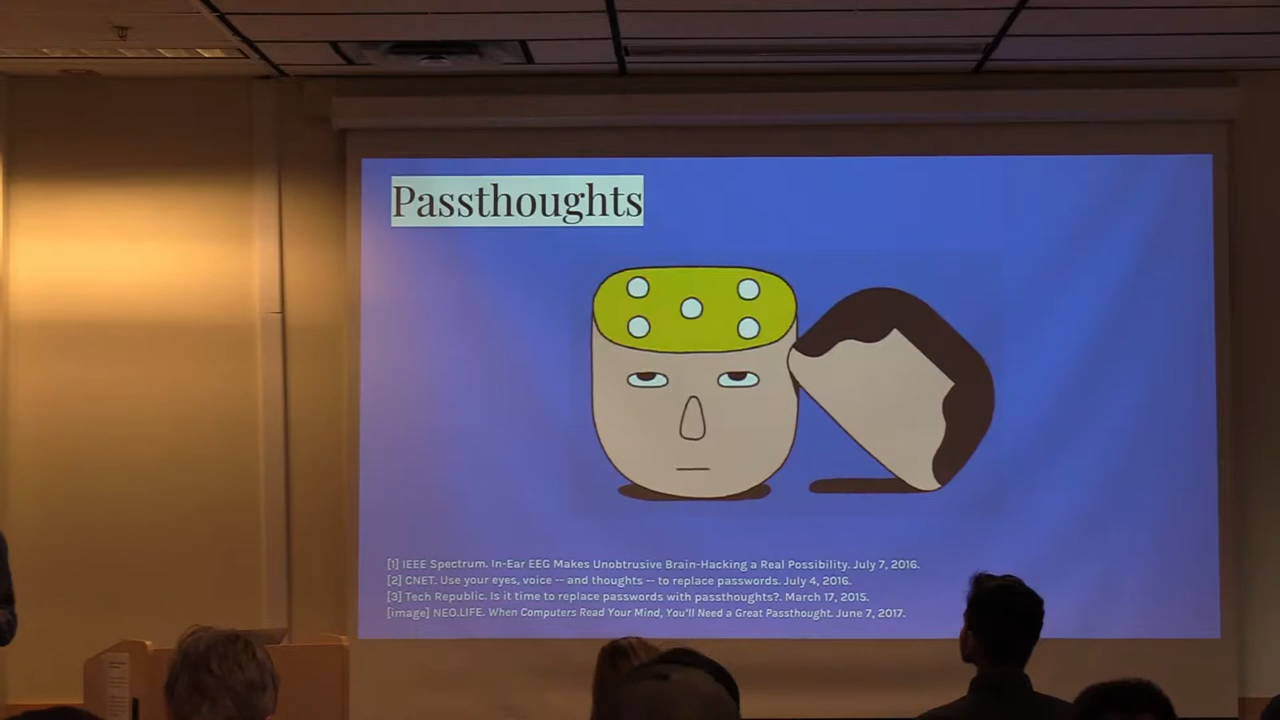 Passthoughts
[1] IEEE Spectrum. In-Ear EEG Makes Unobtrusive Brain-Hacking a Real Possibility. July 7, 2016.
[2] CNET. Use your eyes, voice -- and thoughts -- to replace passwords. July 4, 2016.
[3] Tech Republic. Is it time to replace passwords with passthoughts?. March 17, 2015.
[image] NEO.LIFE. When Computers Read Your Mind, You'll Need a Great Passthought. June 7, 2017.